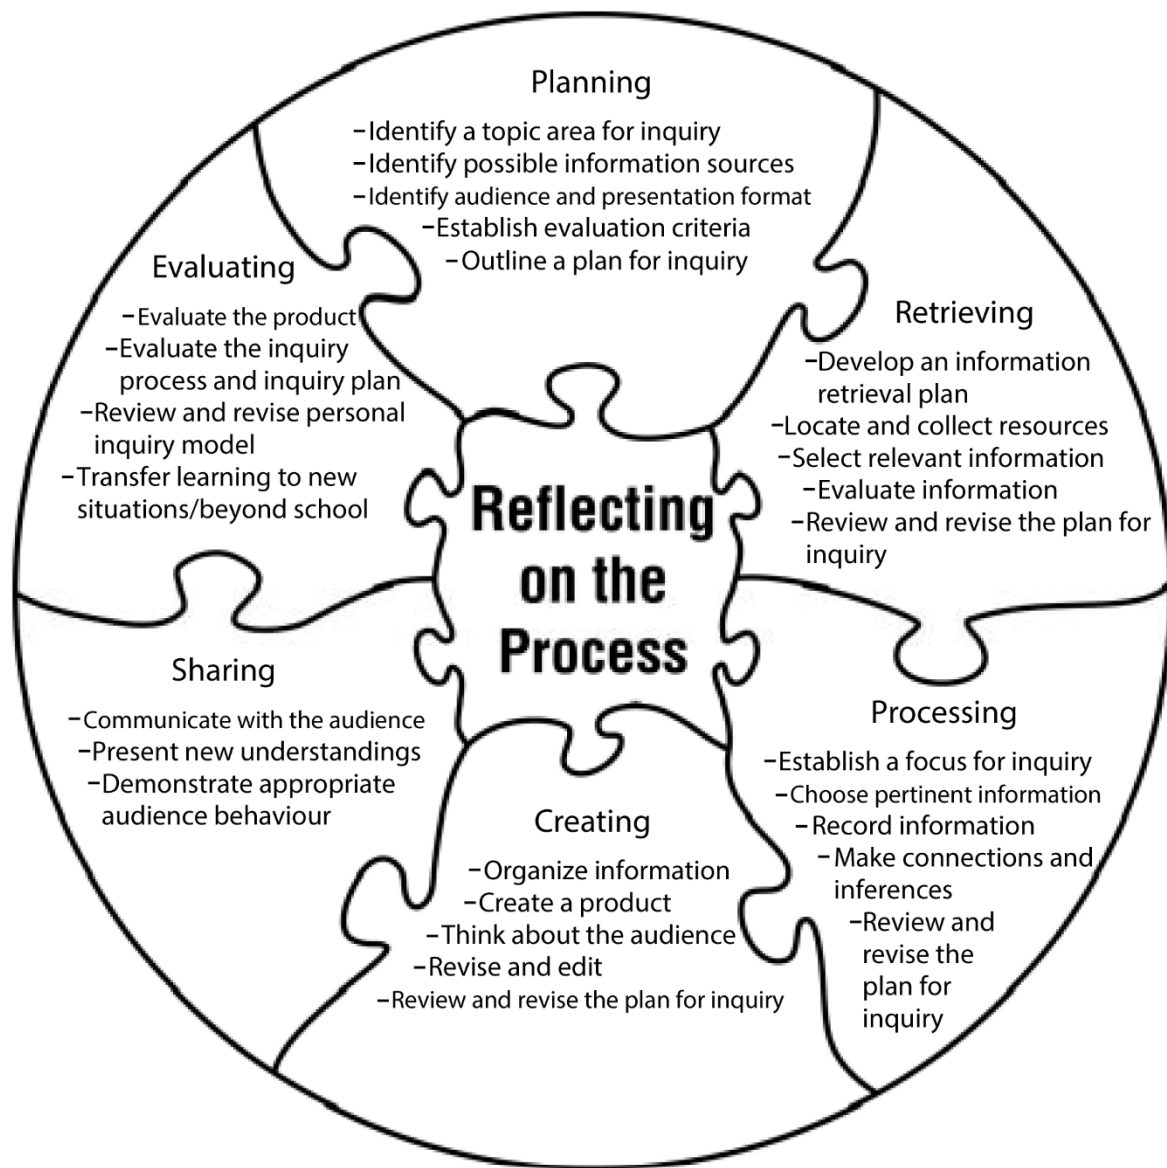 Planning
–Identify a topic area for inquiry
–Identify possible information sources
–Identify audience and presentation format
–Establish evaluation criteria
–Outline a plan for inquiry
Retrieving
–Develop an information
retrieval plan
–Locate and collect resources
–Select relevant information
–Evaluate information
–Review and revise the plan for
inquiry
Processing
–Establish a focus for inquiry
–Choose pertinent information
–Record information
–Make connections and
inferences
–Review and
revise the
plan for
inquiry
Creating
–Organize information
–Create a product
–Think about the audience
–Revise and edit
–Review and revise the plan for inquiry
Sharing
–Communicate with the audience
–Present new understandings
–Demonstrate appropriate
audience behaviour
Evaluating
–Evaluate the product
–Evaluate the inquiry
process and inquiry plan
–Review and revise personal
inquiry model
–Transfer learning to new
situations/beyond school
Reflecting
on the
Process